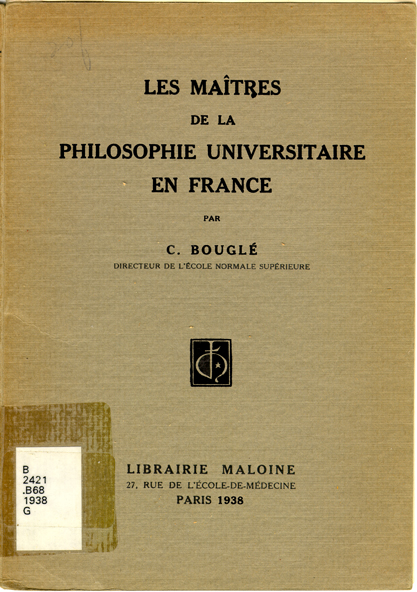 LES MAÎTRES
DE LA
PHILOSOPHIE UNIVERSITAIRE
EN FRANCE
PAR
C. BOUGLÉ
DIRECTEUR DE L'ÉCOLE NORMALE SUPÉRIEURE
B
2421
.B68
1938
G
LIBRAIRIE MALOINE
27, RUE DE L'ÉCOLE-DE-MÉDECINE
PARIS 1938